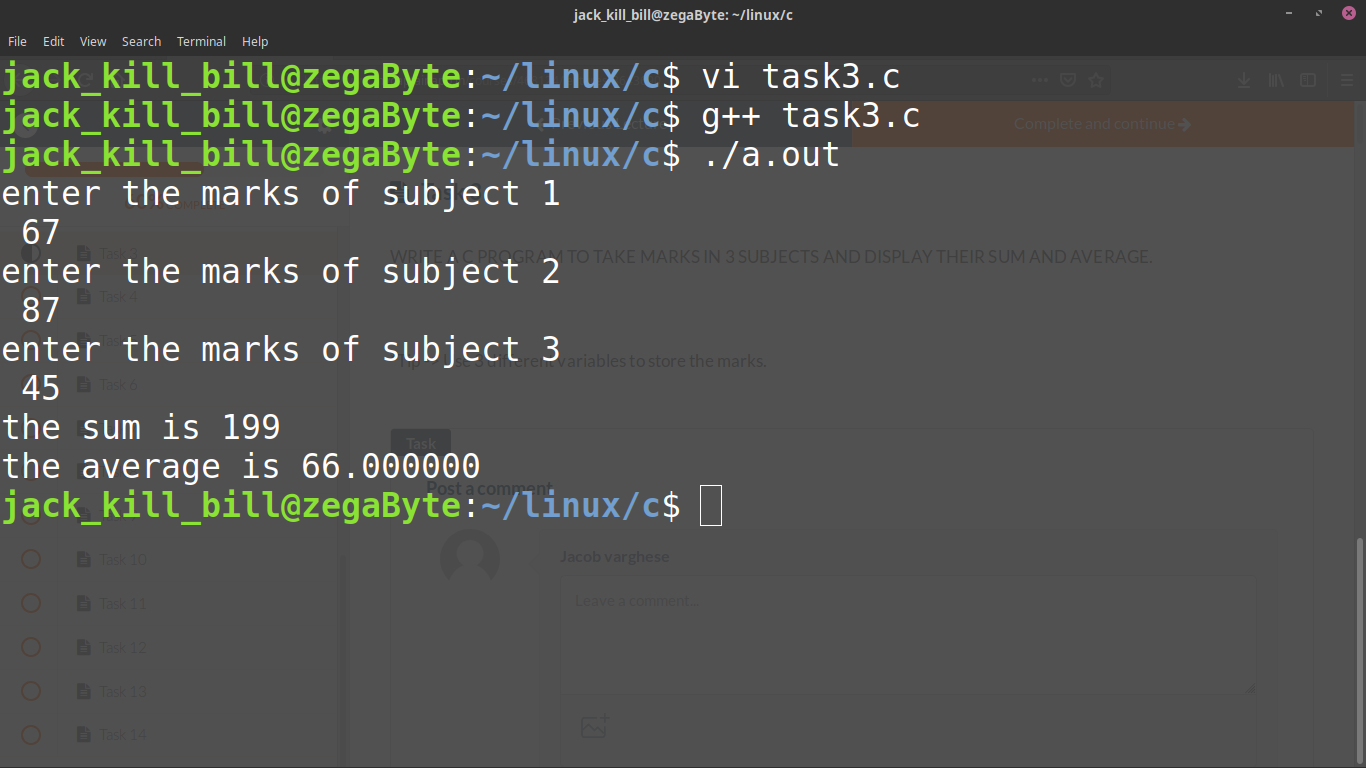 jack_kill_bill@zegaByte: ~/linux/c
File Edit View Search Terminal Help
jack_kill_bill@zegaByte:~/linux/c$ vi task3.c
jack_kill_bill@zegaByte:~/linux/c$ g++ task3.c
Complete and continue
jack_kill_bill@zegaByte:~/linux/c$ ./a.out
enter the marks of subject 1
67
Task 3
WRITE A C PROGRAM TO TAKE MARKS IN 3 SUBJECTS AND DISPLAY THEIR SUM AND AVERAGE.
enter the marks of subject 2
Task 4
87
enter the marks of subject 3
different variables to store the marks.
45
Task 6
the sum is 199
Task
the average is 66.000000
Post a comment
jack_kill_bill@zegaByte:~/linux/c$
Task 10
Jacob varghese
Task 11
Leave a comment...
Task 12
Task 13
Task 14